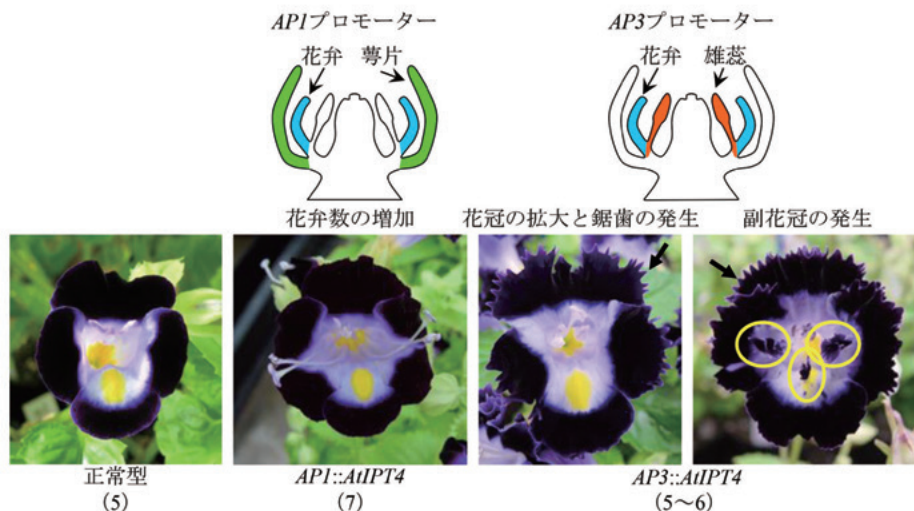 AP1プロモーター
AP3プロモーター
花弁 萼片
花弁 雄蕊
花弁数の増加
花冠の拡大と鋸歯の発生
副花冠の発生
正常型
(5)
AP1::AtIPT4
(7)
AP3::AtIPT4
(5〜6)